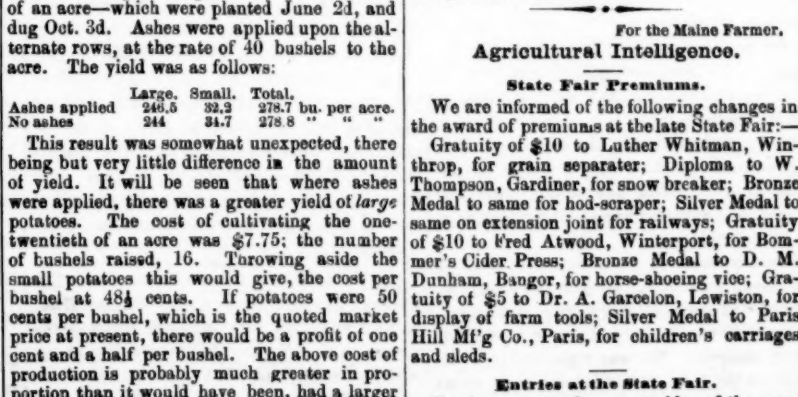 of an acre—which were planted June 2d, and
dug Oct. 3d. Ashes were applied upon the al-
ternate rows, at the rate of 40 bushels to the
acre. The yield was as follows:
Large. Small. Total.
Ashes applied 246.5 32.2 278.7 bu. per acre.
No ashes 244 34.7 278 8 " " "
This result was somewhat unexpected, there
being but very little difference in the amount
of yield. It will be seen that where ashes
were applied, there was a greater yield of large
potatoes. The cost of cultivating the one-
twentieth of an acre was $7.75; the number
of bushels raised, 16. Throwing aside the
small potatoes this would give, the cost per
bushel at 48½ cents. If potatoes were 50
cents per bushel, which is the quoted market
price at present, there would be a profit of one
cent and a half per bushel. The above cost of
production is probably much greater in pro-
portion than it would have been, had a larger
For the Maine Farmer.
Agricultural Intelligence.
State Fair Premiums.
We are informed of the following changes in
the award of premiums at the late State Fair:—
Gratuity of $10 to Luther Whitman, Win-
throp, for grain separater; Diploma to W.
Thompson, Gardiner, for snow breaker; Bronze
Medal to same for hod-scraper; Silver Medal to
same on extension joint for railways; Gratuity
of $10 to Fred Atwood, Winterport, for Bom-
mer's Cider Press; Bronze Medal to D. M.
Dunham, Bangor, for horse-shoeing vice; Gra-
tuity of $5 to Dr. A. Garcelon, Lewiston, for
display of farm tools; Silver Medal to Paris
Hill Mf'g Co., Paris, for children's carriages
and sleds.
Entries at the State Fair.